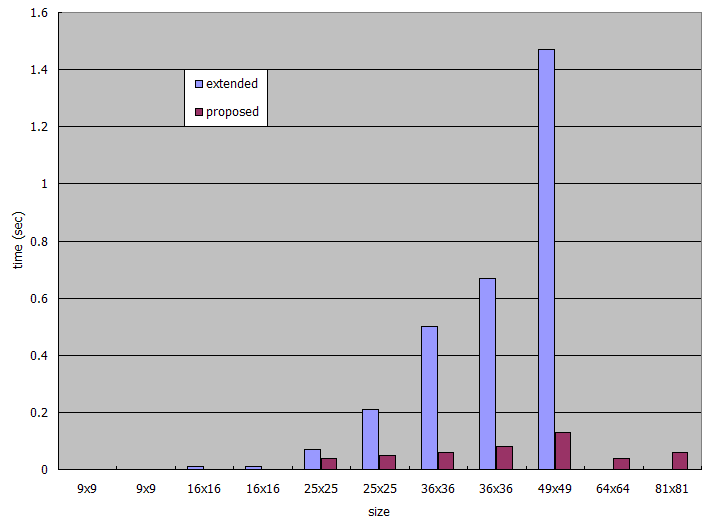 1.6
1.4
1.2
1
0.8
0.6
0.4
0.2
0
time (sec)
extended
proposed
9x9 9x9 16x16 16x16 25x25 25x25 36x36 36x36 49x49 64x64 81x81
size